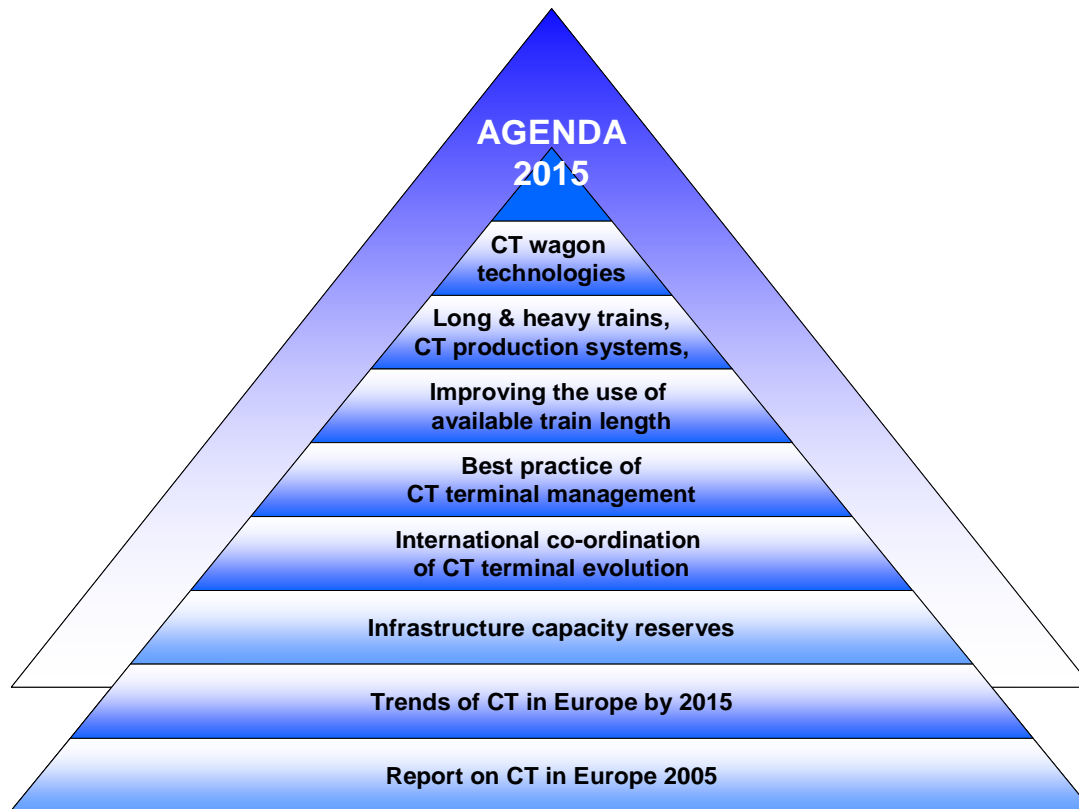 AGENDA
2015
CT wagon
technologies
Long & heavy trains,
CT production systems,
Improving the use of
available train length
Best practice of
CT terminal management
International co-ordination
of CT terminal evolution
Infrastructure capacity reserves
Trends of CT in Europe by 2015
Report on CT in Europe 2005